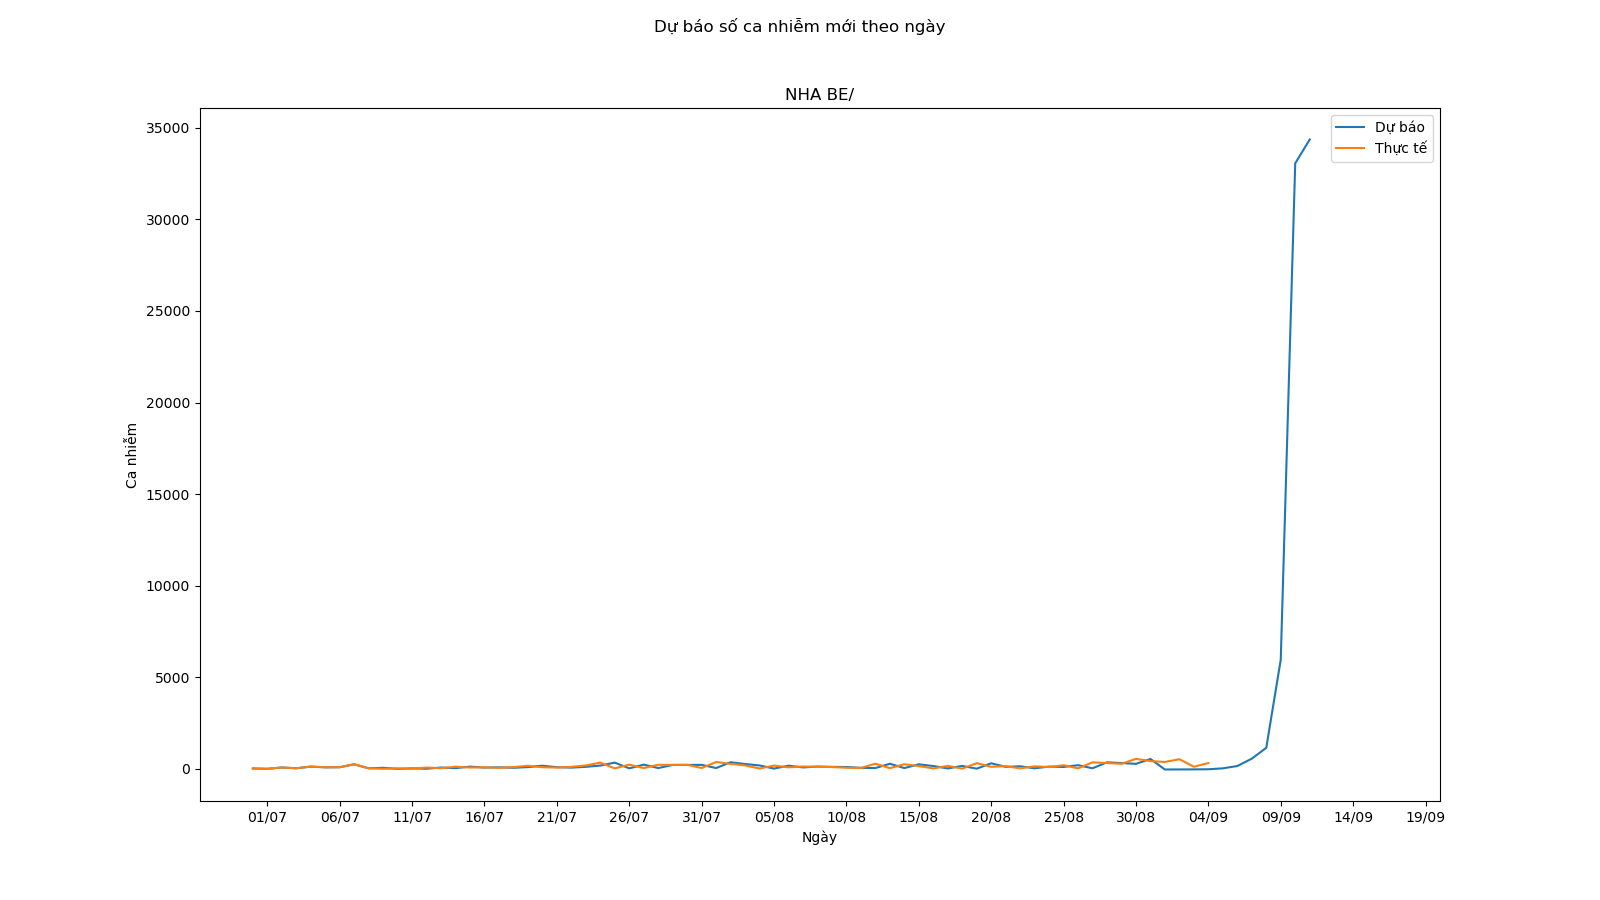 Dự báo số ca nhiễm mới theo ngày
NHA BE/
Dự báo
Thực tế
35000
30000
25000
20000
15000
10000
5000
0
Ca nhiễm
01/07 06/07 11/07 16/07 21/07 26/07 31/07 05/08 10/08 15/08 20/08 25/08 30/08 04/09 09/09 14/09 19/09
Ngày